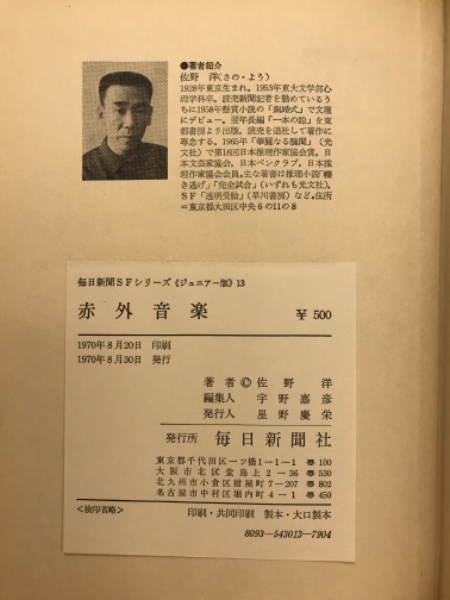 ●著者紹介
佐野 洋(さの・よう)
1928年東京生まれ。1953年東大文学部心
理学科卒。読売新聞記者を勤めているう
ちに1958年懸賞小説の「銅婚式」で文壇
にデビュー。翌年長編「一本の鉛」を東
都書房より出版。読売を退社して著作に
専念する。1965年「華麗なる醜聞」(光
文社)で第18回日本推理作家協会賞。日
本文芸家協会、日本ペンクラブ、日本推
理作家協会会員。主な著書は推理小説「轢
き逃げ」「完全試合」(いずれも光文社)。
SF「透明受胎」(早川書房)など。住所
=東京都大田区中央6の11の8
毎日新聞SFシリーズ《ジュニアー版》13
赤外音楽 ¥500
1970年8月20日 印刷
1970年8月30日 発行
著者 © 佐野 洋
編集人 宇野嘉彦
発行人 星野慶栄
発行所 毎日新聞社
東京都千代田区一ツ橋1-1-1 〠100
大阪市北区堂島上2-36 〠530
北九州市小倉区紺屋町7-207 〠802
名古屋市中村区堀内町4-1 〠450
<検印省略> 印刷・共同印刷 製本・大口製本
8093-543013-7904